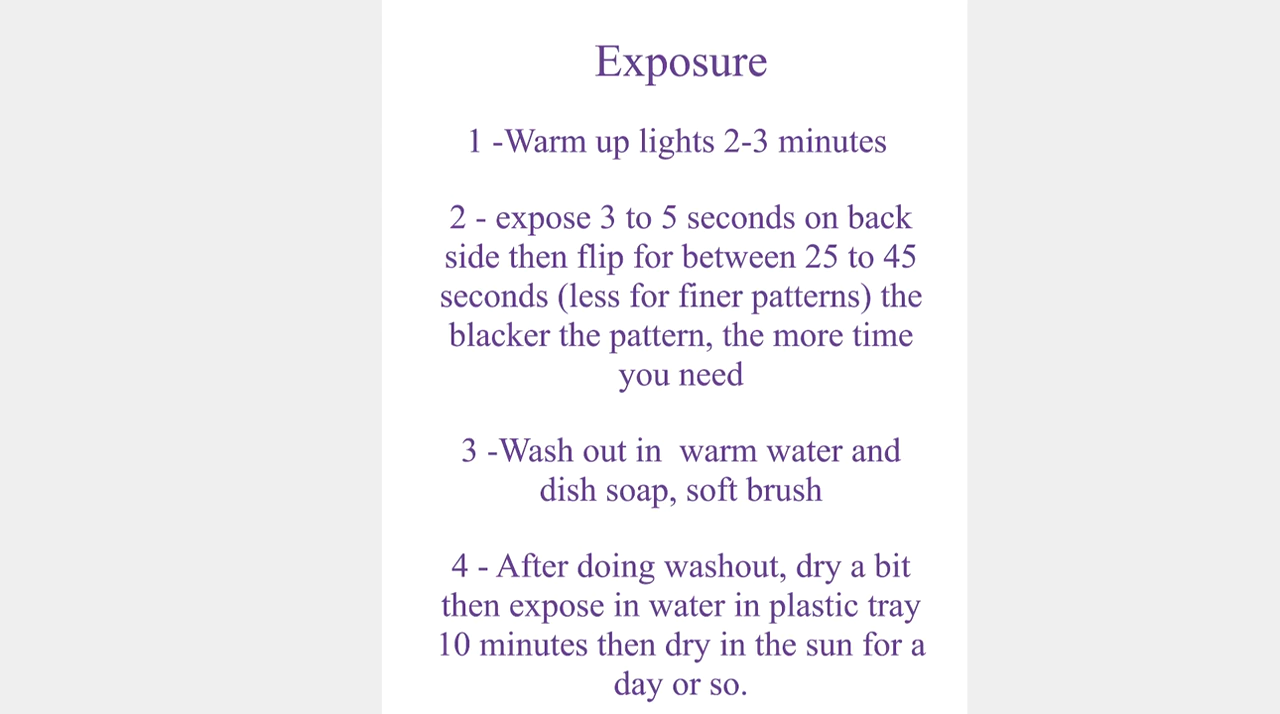 Exposure
1 -Warm up lights 2-3 minutes
2 - expose 3 to 5 seconds on back
side then flip for between 25 to 45
seconds (less for finer patterns) the
blacker the pattern, the more time
you need
3 -Wash out in  warm water and
dish soap, soft brush
4 - After doing washout, dry a bit
then expose in water in plastic tray
10 minutes then dry in the sun for a
day or so.